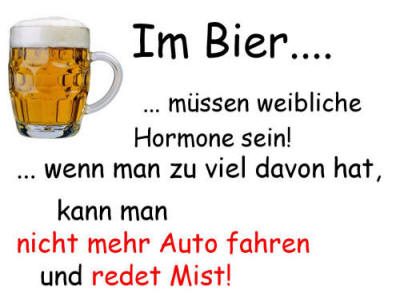 Im Bier....
... müssen weibliche
Hormone sein!
... wenn man zu viel davon hat,
kann man
nicht mehr Auto fahren
und redet Mist!